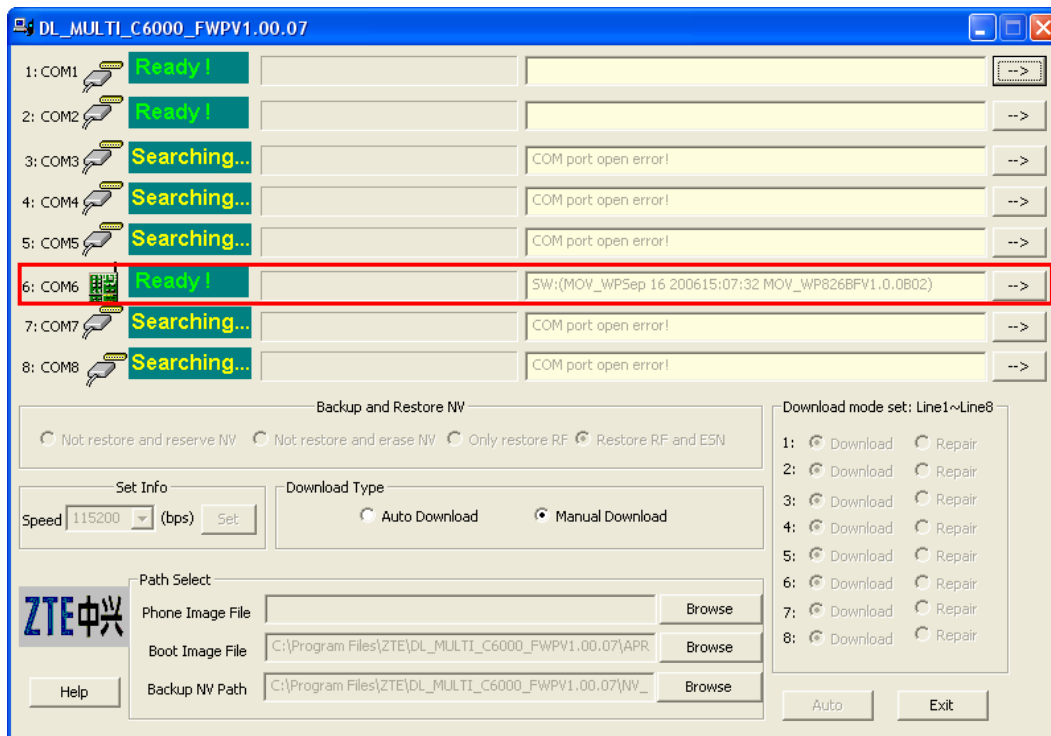 DL_MULTI_C6000_FWPV1.00.07
1: COM1 Ready ! -->
2: COM2 Ready ! -->
3: COM3 Searching... COM port open error! -->
4: COM4 Searching... COM port open error! -->
5: COM5 Searching... COM port open error! -->
6: COM6 Ready ! SW:(MOV_WPSep 16 200615:07:32 MOV_WP826BFV1.0.0B02) -->
7: COM7 Searching... COM port open error! -->
8: COM8 Searching... COM port open error! -->
Backup and Restore NV
Not restore and reserve NV Not restore and erase NV Only restore RF Restore RF and ESN
Set Info
Speed 115200 (bps) Set
Download Type
Auto Download Manual Download
Download mode set: Line1~Line8
1: Download Repair
2: Download Repair
3: Download Repair
4: Download Repair
5: Download Repair
6: Download Repair
7: Download Repair
8: Download Repair
ZTE中兴
Path Select
Phone Image File Browse
Boot Image File C:\Program Files\ZTE\DL_MULTI_C6000_FWPV1.00.07\APR Browse
Backup NV Path C:\Program Files\ZTE\DL_MULTI_C6000_FWPV1.00.07\NV_ Browse
Help
Auto Exit